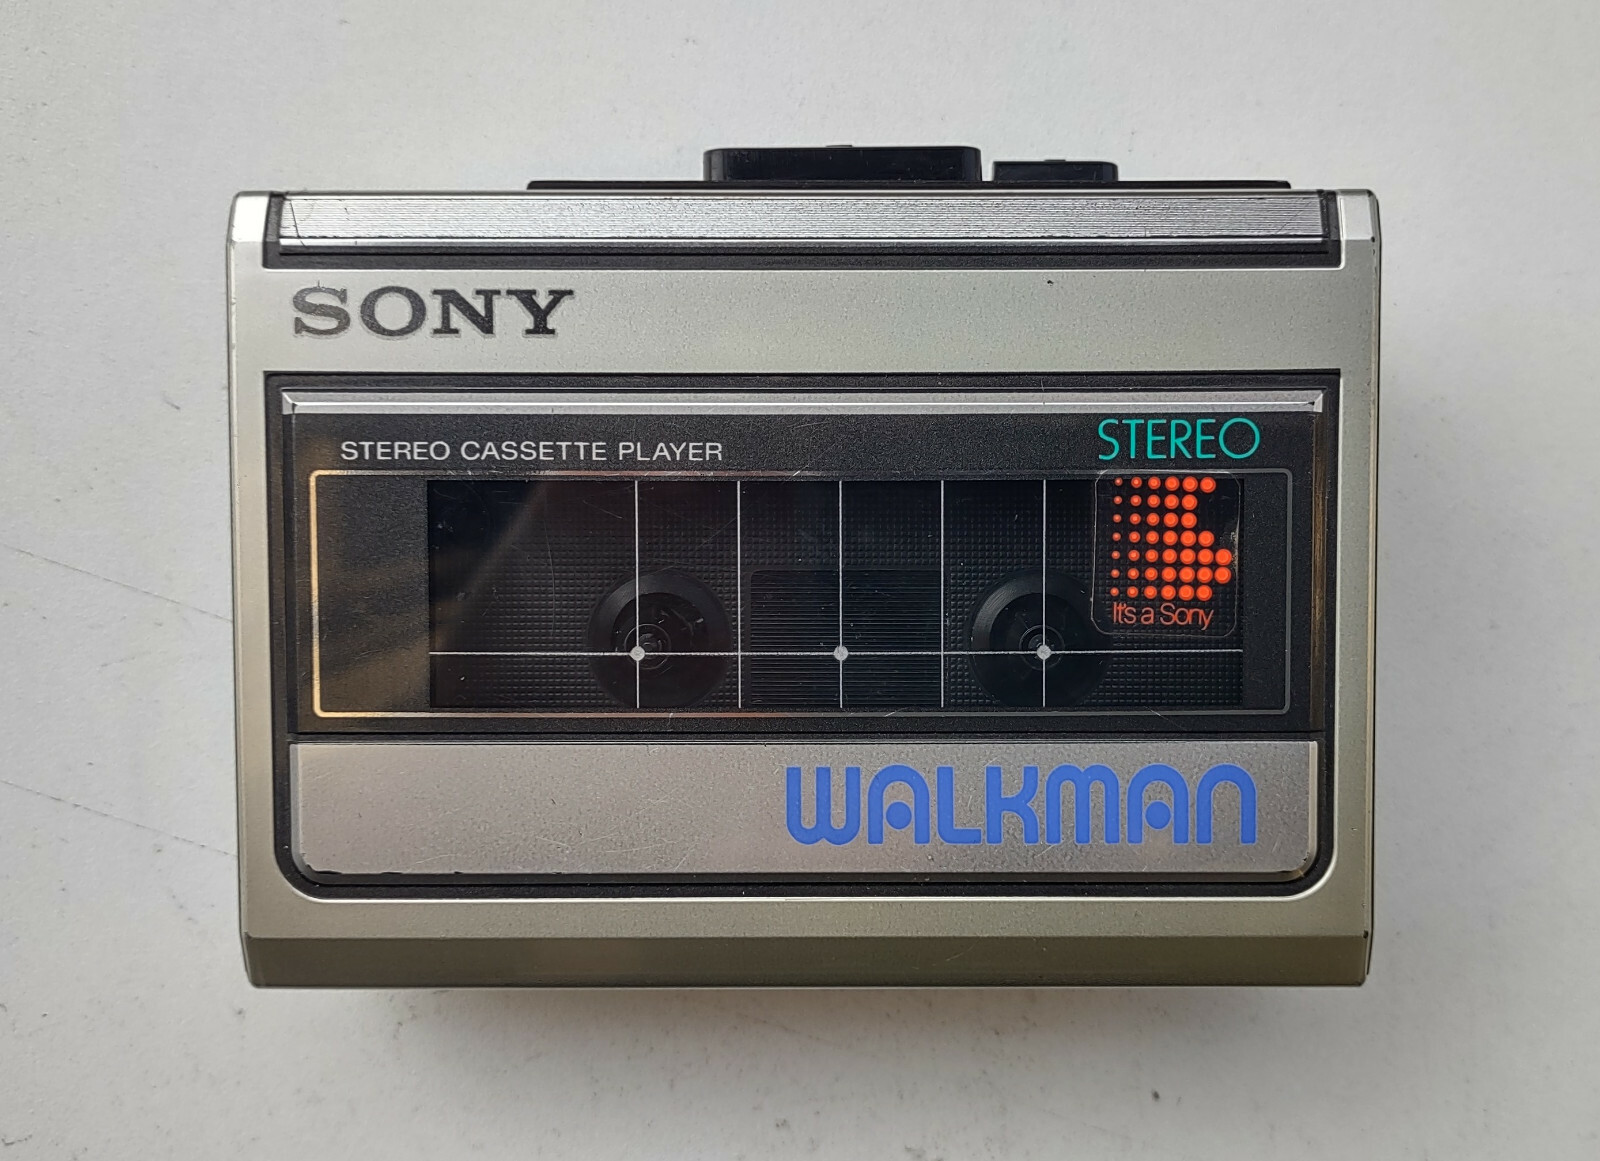 SONY
STEREO CASSETTE PLAYER
STEREO
It's a Sony
WALKMAN